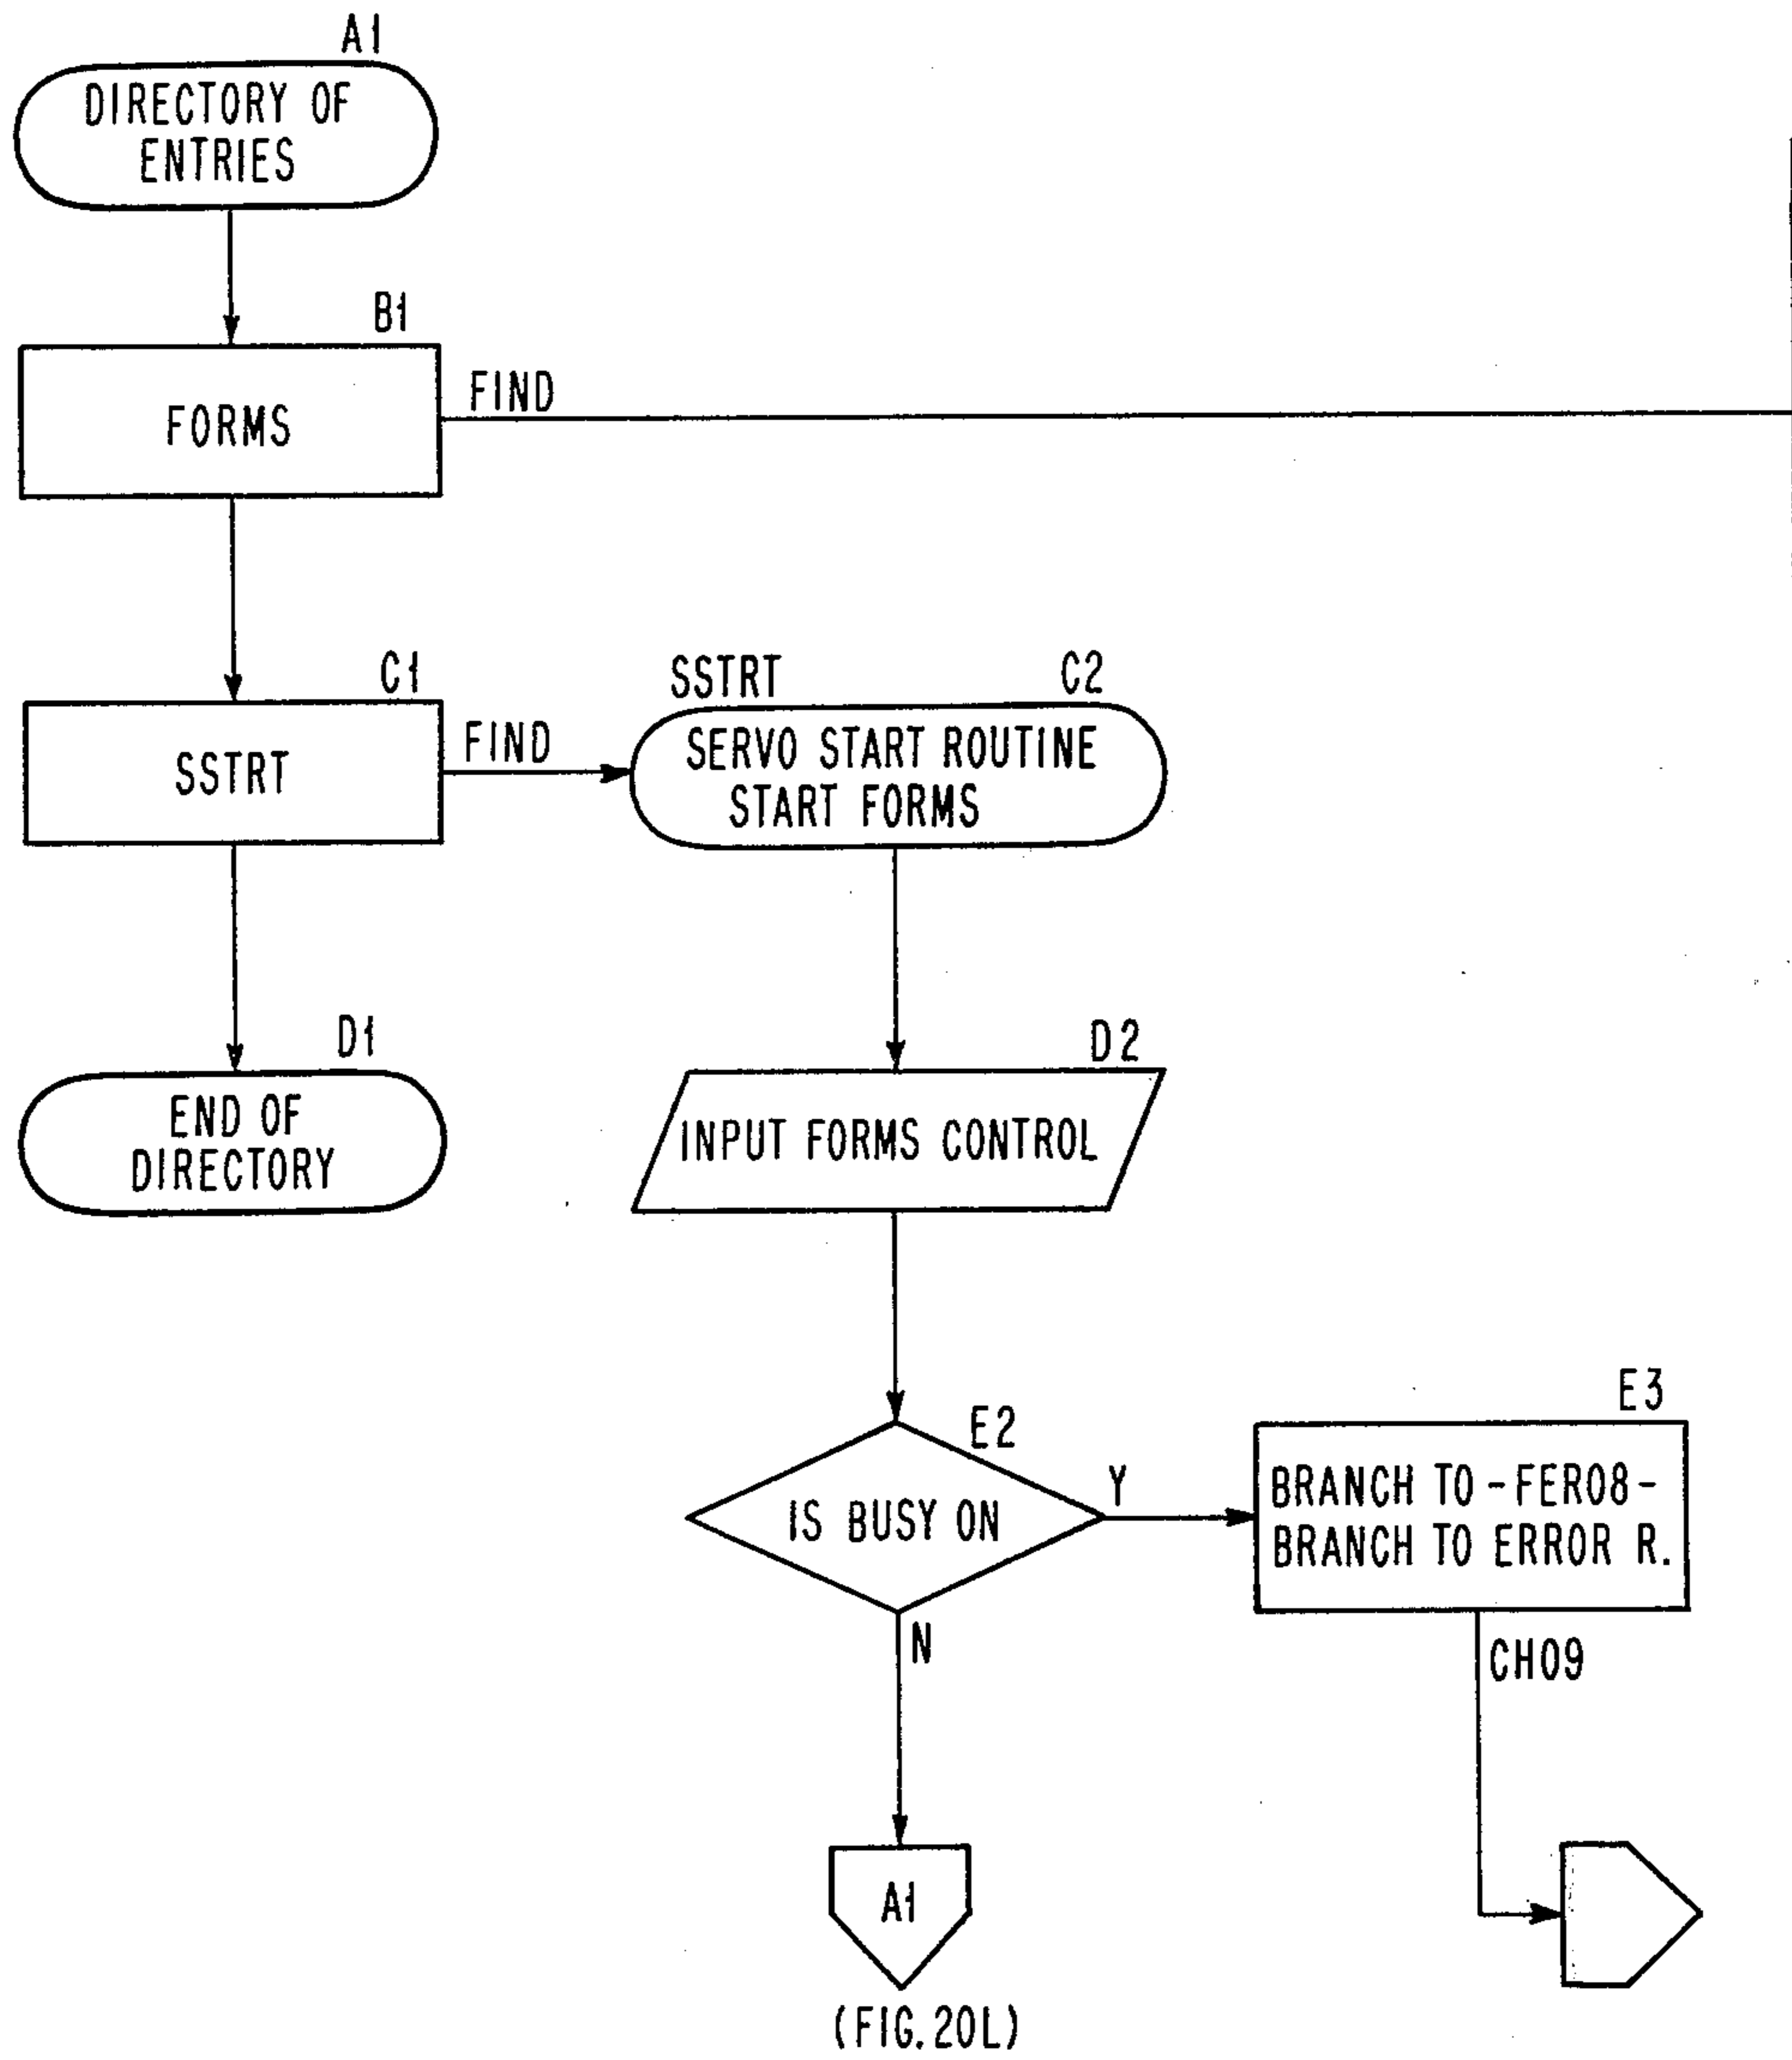 A1
DIRECTORY OF
ENTRIES
B1
FORMS
FIND
C1
SSTRT
FIND
SSTRT
C2
SERVO START ROUTINE
START FORMS
D1
END OF
DIRECTORY
D2
INPUT FORMS CONTROL
E2
IS BUSY ON
Y
N
E3
BRANCH TO -FER08-
BRANCH TO ERROR R.
CH09
A1
(FIG. 20L)